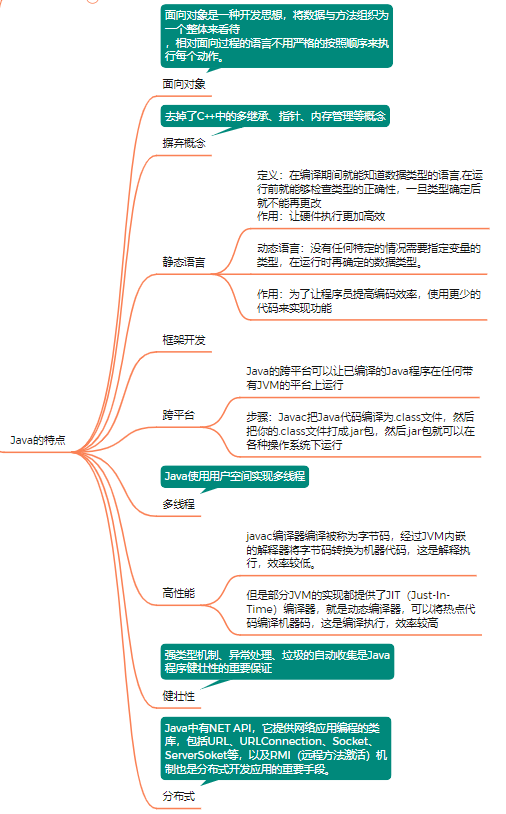 面向对象是一种开发思想，将数据与方法组织为
一个整体来看待
，相对面向过程的语言不用严格的按照顺序来执
行每个动作。
面向对象
去掉了C++中的多继承、指针、内存管理等概念
摒弃概念
定义：在编译期间就能知道数据类型的语言,在运
行前就能够检查类型的正确性，一旦类型确定后
就不能再更改
作用：让硬件执行更加高效
动态语言：没有任何特定的情况需要指定变量的
类型，在运行时再确定的数据类型。
静态语言
作用：为了让程序员提高编码效率，使用更少的
代码来实现功能
框架开发
Java的跨平台可以让已编译的Java程序在任何带
有JVM的平台上运行
跨平台
步骤：Javac把Java代码编译为.class文件，然后
把你的.class文件打成.jar包，然后.jar包就可以在
各种操作系统下运行
Java的特点
Java使用用户空间实现多线程
多线程
javac编译器编译被称为字节码，经过JVM内嵌
的解释器将字节码转换为机器代码，这是解释执
行，效率较低。
高性能
但是部分JVM的实现都提供了JIT（Just-In-
Time）编译器，就是动态编译器，可以将热点代
码编译机器码，这是编译执行，效率较高
强类型机制、异常处理、垃圾的自动收集是Java
程序健壮性的重要保证
健壮性
Java中有NET API，它提供网络应用编程的类
库，包括URL、URLConnection、Socket、
ServerSoket等，以及RMI（远程方法激活）机
制也是分布式开发应用的重要手段。
分布式